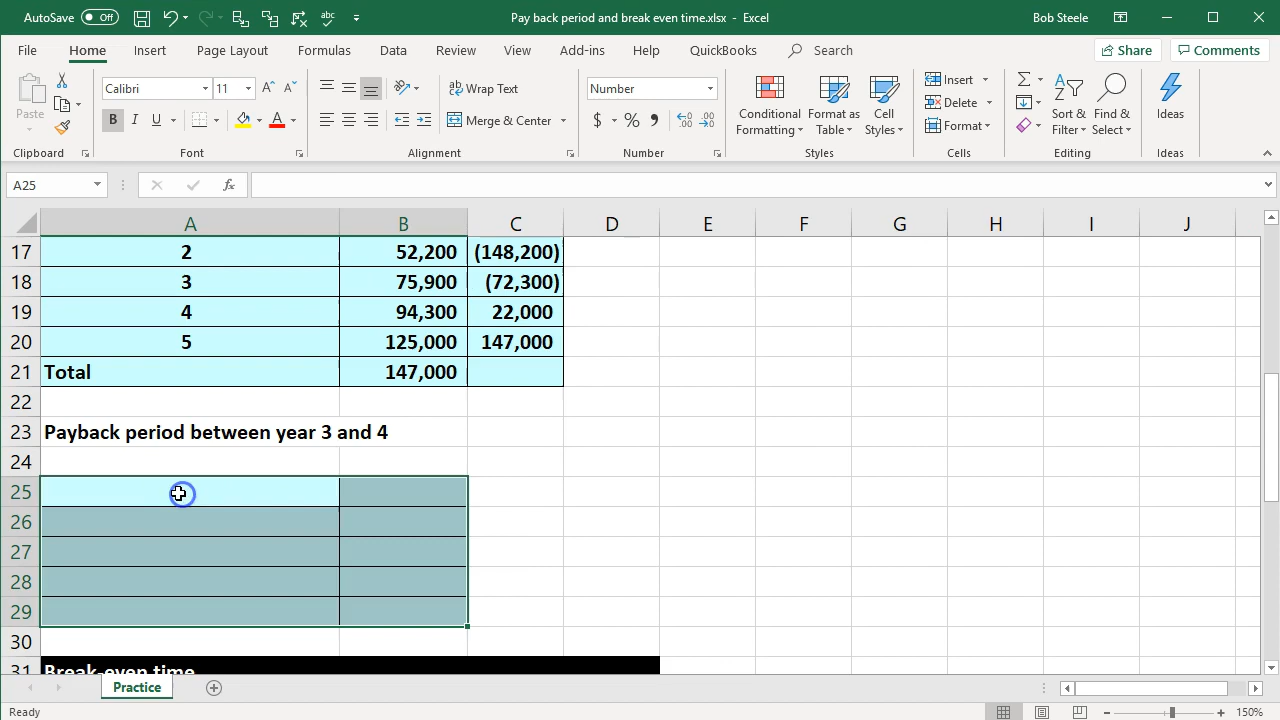 AutoSave Off Pay back period and break even time.xlsx - Excel Bob Steele
File Home Insert Page Layout Formulas Data Review View Add-ins Help QuickBooks Search Share Comments
Paste Calibri 11 Wrap Text Number Conditional Formatting Format as Table Cell Styles Insert Sort & Filter Find & Select Ideas
B I U A Merge & Center $ % Delete
Format
Clipboard Font Alignment Number Styles Cells Editing Ideas
A25 fx
A B C D E F G H I J
17 2 52,200 (148,200)
18 3 75,900 (72,300)
19 4 94,300 22,000
20 5 125,000 147,000
21 Total 147,000
22
23 Payback period between year 3 and 4
24
25
26
27
28
29
30
31 Break-even time
Practice
Ready 150%